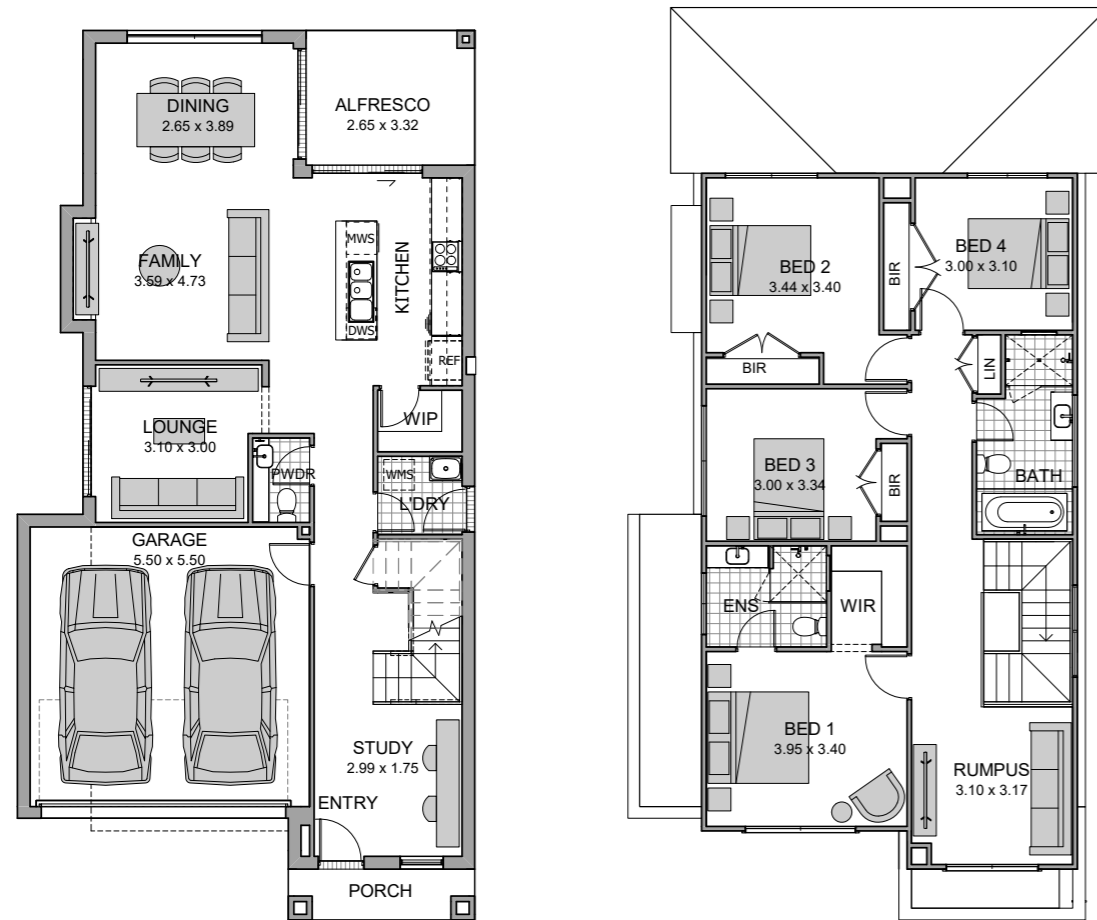 DINING
2.65 x 3.89
ALFRESCO
2.65 x 3.32
FAMILY
3.59 x 4.73
MWS
DWS
KITCHEN
REF
WIP
LOUNGE
3.10 x 3.00
PWDR
WMS
L'DRY
GARAGE
5.50 x 5.50
STUDY
2.99 x 1.75
ENTRY
PORCH
BED 2
3.44 x 3.40
BIR
BED 4
3.00 x 3.10
BIR
LIN
BED 3
3.00 x 3.34
BIR
BATH
ENS
WIR
BED 1
3.95 x 3.40
RUMPUS
3.10 x 3.17